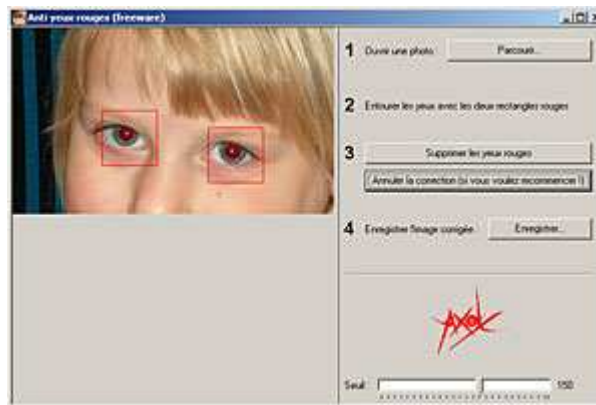 Anti yeux rouges (freeware)
1 Ouvrir une photo: Parcourir...
2 Entourer les yeux avec les deux rectangles rouges
3 Supprimer les yeux rouges
Annuler la correction (si vous voulez recommencer !)
4 Enregistrer l'image corrigée: Enregistrer...
AXOL
Seuil: 150